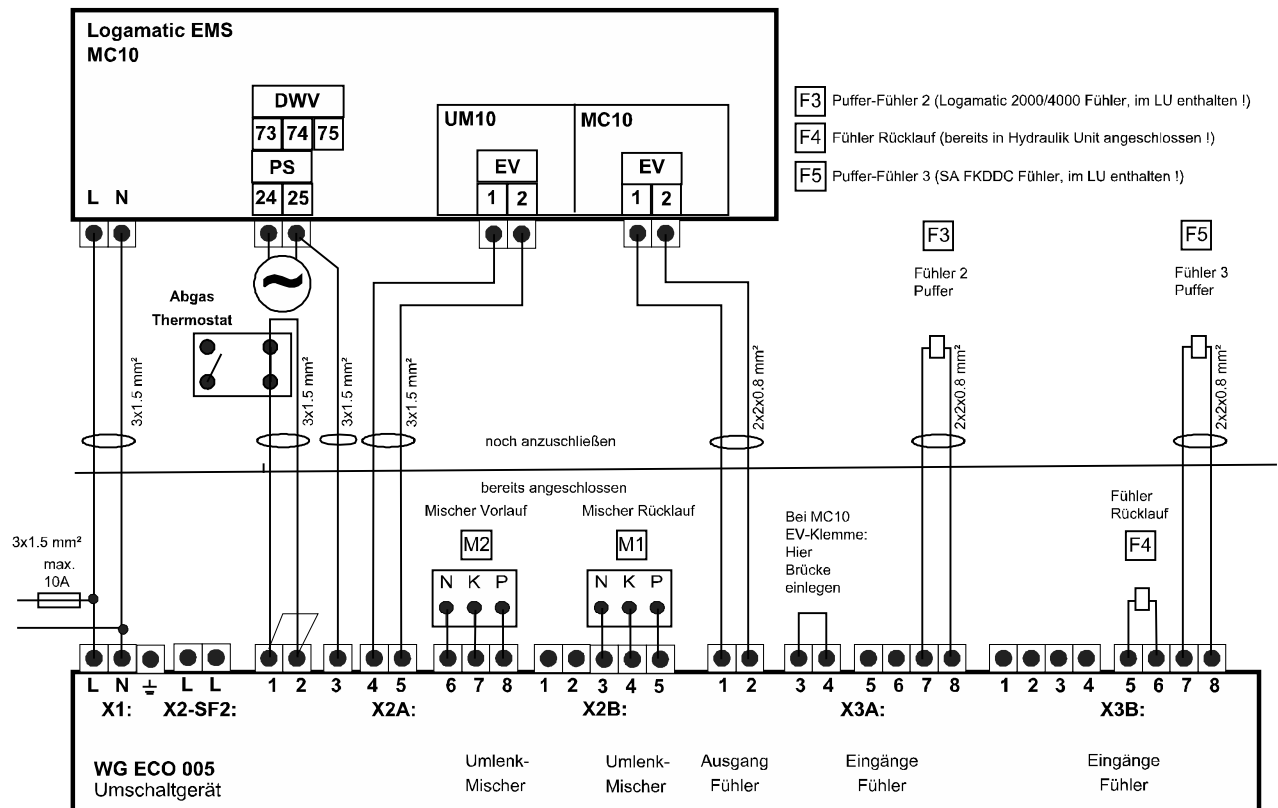 Logamatic EMS
MC10
DWV
73 74 75
PS
24 25
L N
UM10
EV
1 2
MC10
EV
1 2
F3 Puffer-Fühler 2 (Logamatic 2000/4000 Fühler, im LU enthalten !)
F4 Fühler Rücklauf (bereits in Hydraulik Unit angeschlossen !)
F5 Puffer-Fühler 3 (SA FKDDC Fühler, im LU enthalten !)
F3
Fühler 2
Puffer
F5
Fühler 3
Puffer
Abgas
Thermostat
3x1.5 mm²
3x1.5 mm²
3x1.5 mm²
3x1.5 mm²
2x2x0.8 mm²
2x2x0.8 mm²
2x2x0.8 mm²
noch anzuschließen
bereits angeschlossen
Mischer Vorlauf
M2
N K P
Mischer Rücklauf
M1
N K P
Bei MC10
EV-Klemme:
Hier
Brücke
einlegen
Fühler
Rücklauf
F4
3x1.5 mm²
max.
10A
L N L L 1 2 3 4 5 6 7 8 1 2 3 4 5 1 2 3 4 5 6 7 8 1 2 3 4 5 6 7 8
X1: X2-SF2: X2A: X2B: X3A: X3B:
WG ECO 005
Umschaltgerät
Umlenk-
Mischer
Umlenk-
Mischer
Ausgang
Fühler
Eingänge
Fühler
Eingänge
Fühler